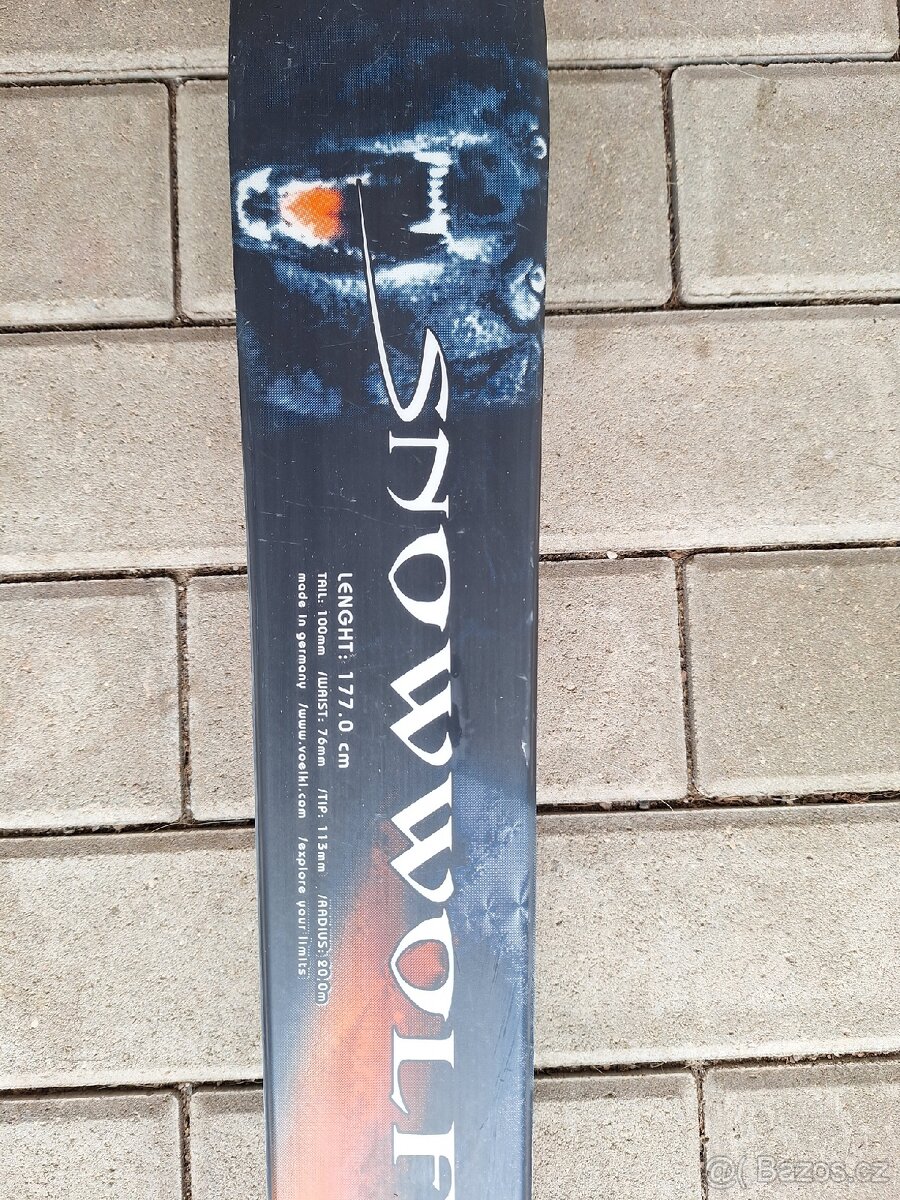 SNOWWOLF
LENGHT: 177.0 cm
TAIL: 100mm /WAIST: 76mm /TIP: 113mm /RADIUS: 20,0m
made in germany /www.voelkl.com /explore your limits
Bazos.cz